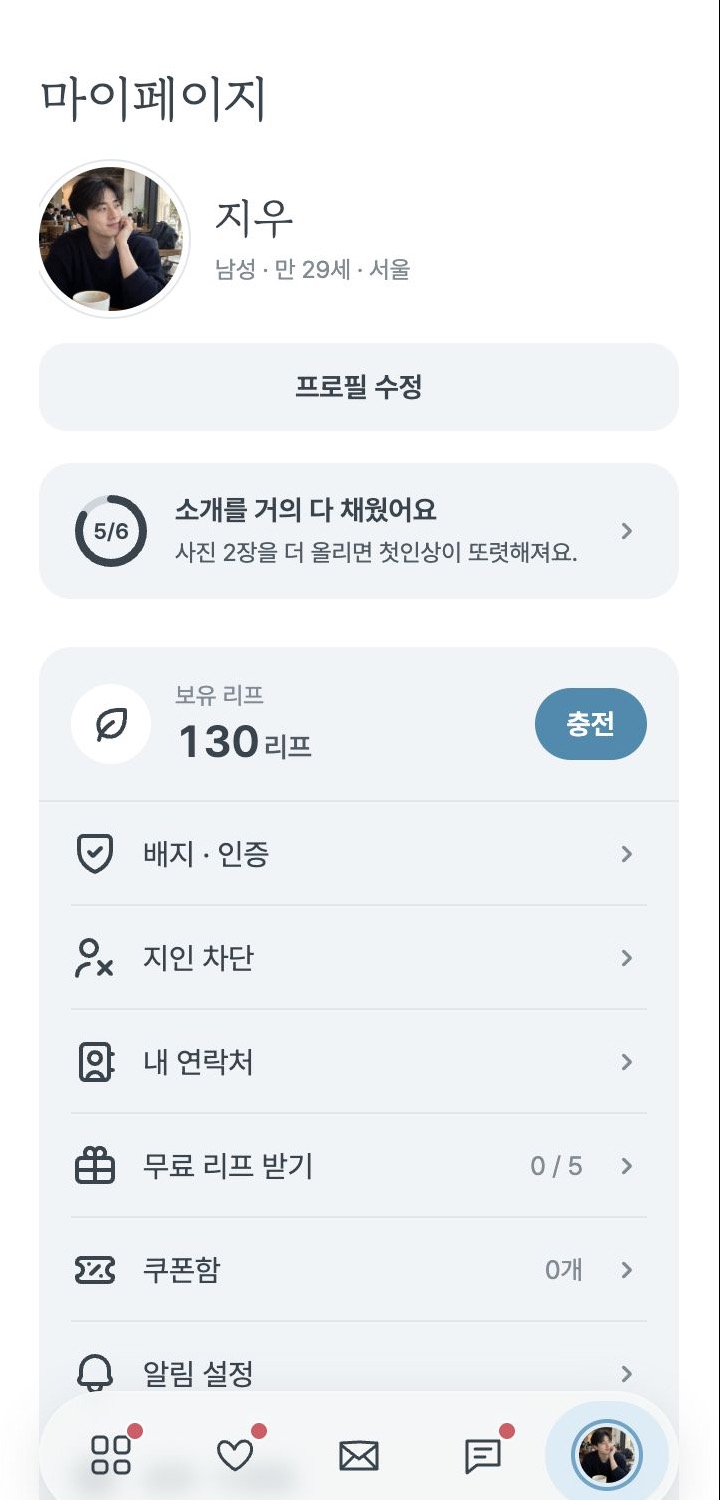 마이페이지
지우
남성 · 만 29세 · 서울
프로필 수정
5/6
소개를 거의 다 채웠어요
사진 2장을 더 올리면 첫인상이 또렷해져요.
보유 리프
130 리프
충전
배지 · 인증
지인 차단
내 연락처
무료 리프 받기
0 / 5
쿠폰함
0개
알림 설정